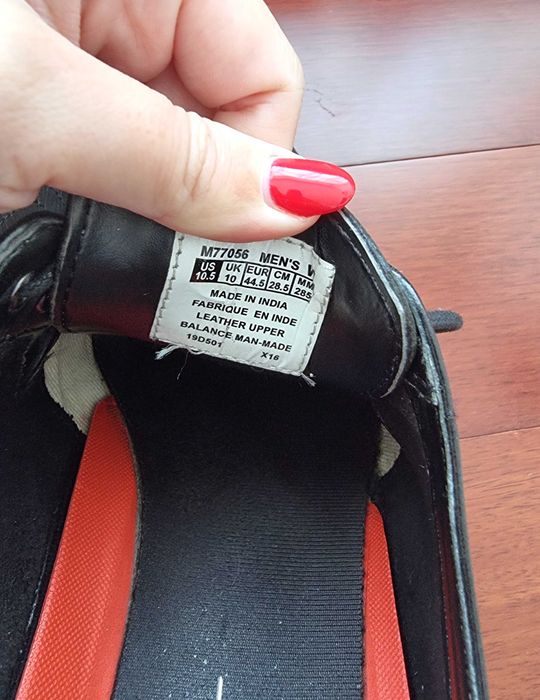 M77056 MEN'S W
US UK EUR CM MM
10.5 10 44.5 28.5 285
MADE IN INDIA
FABRIQUE EN INDE
LEATHER UPPER
BALANCE MAN-MADE
19D501 X16